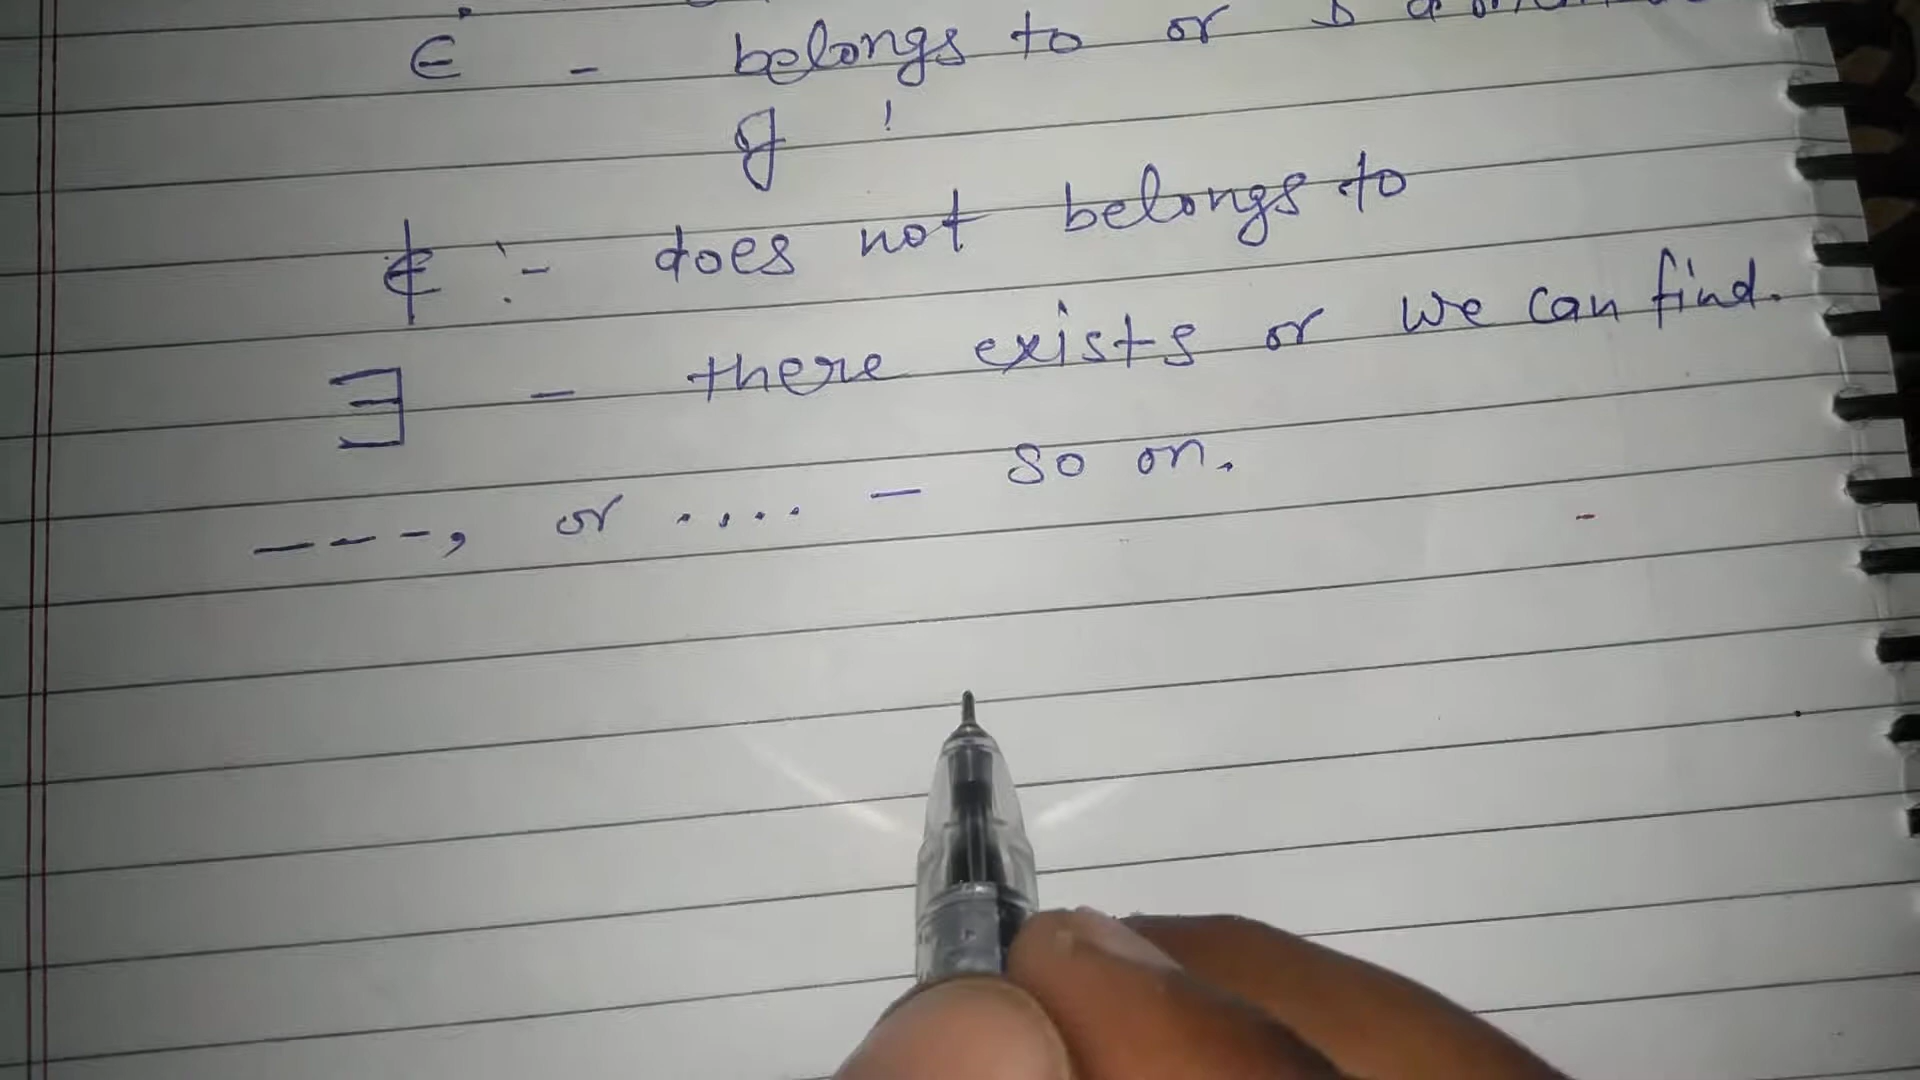 ∈ - belongs to or
∉ :- does not belongs to
∃ - there exists or we can find.
---, or .... - so on.